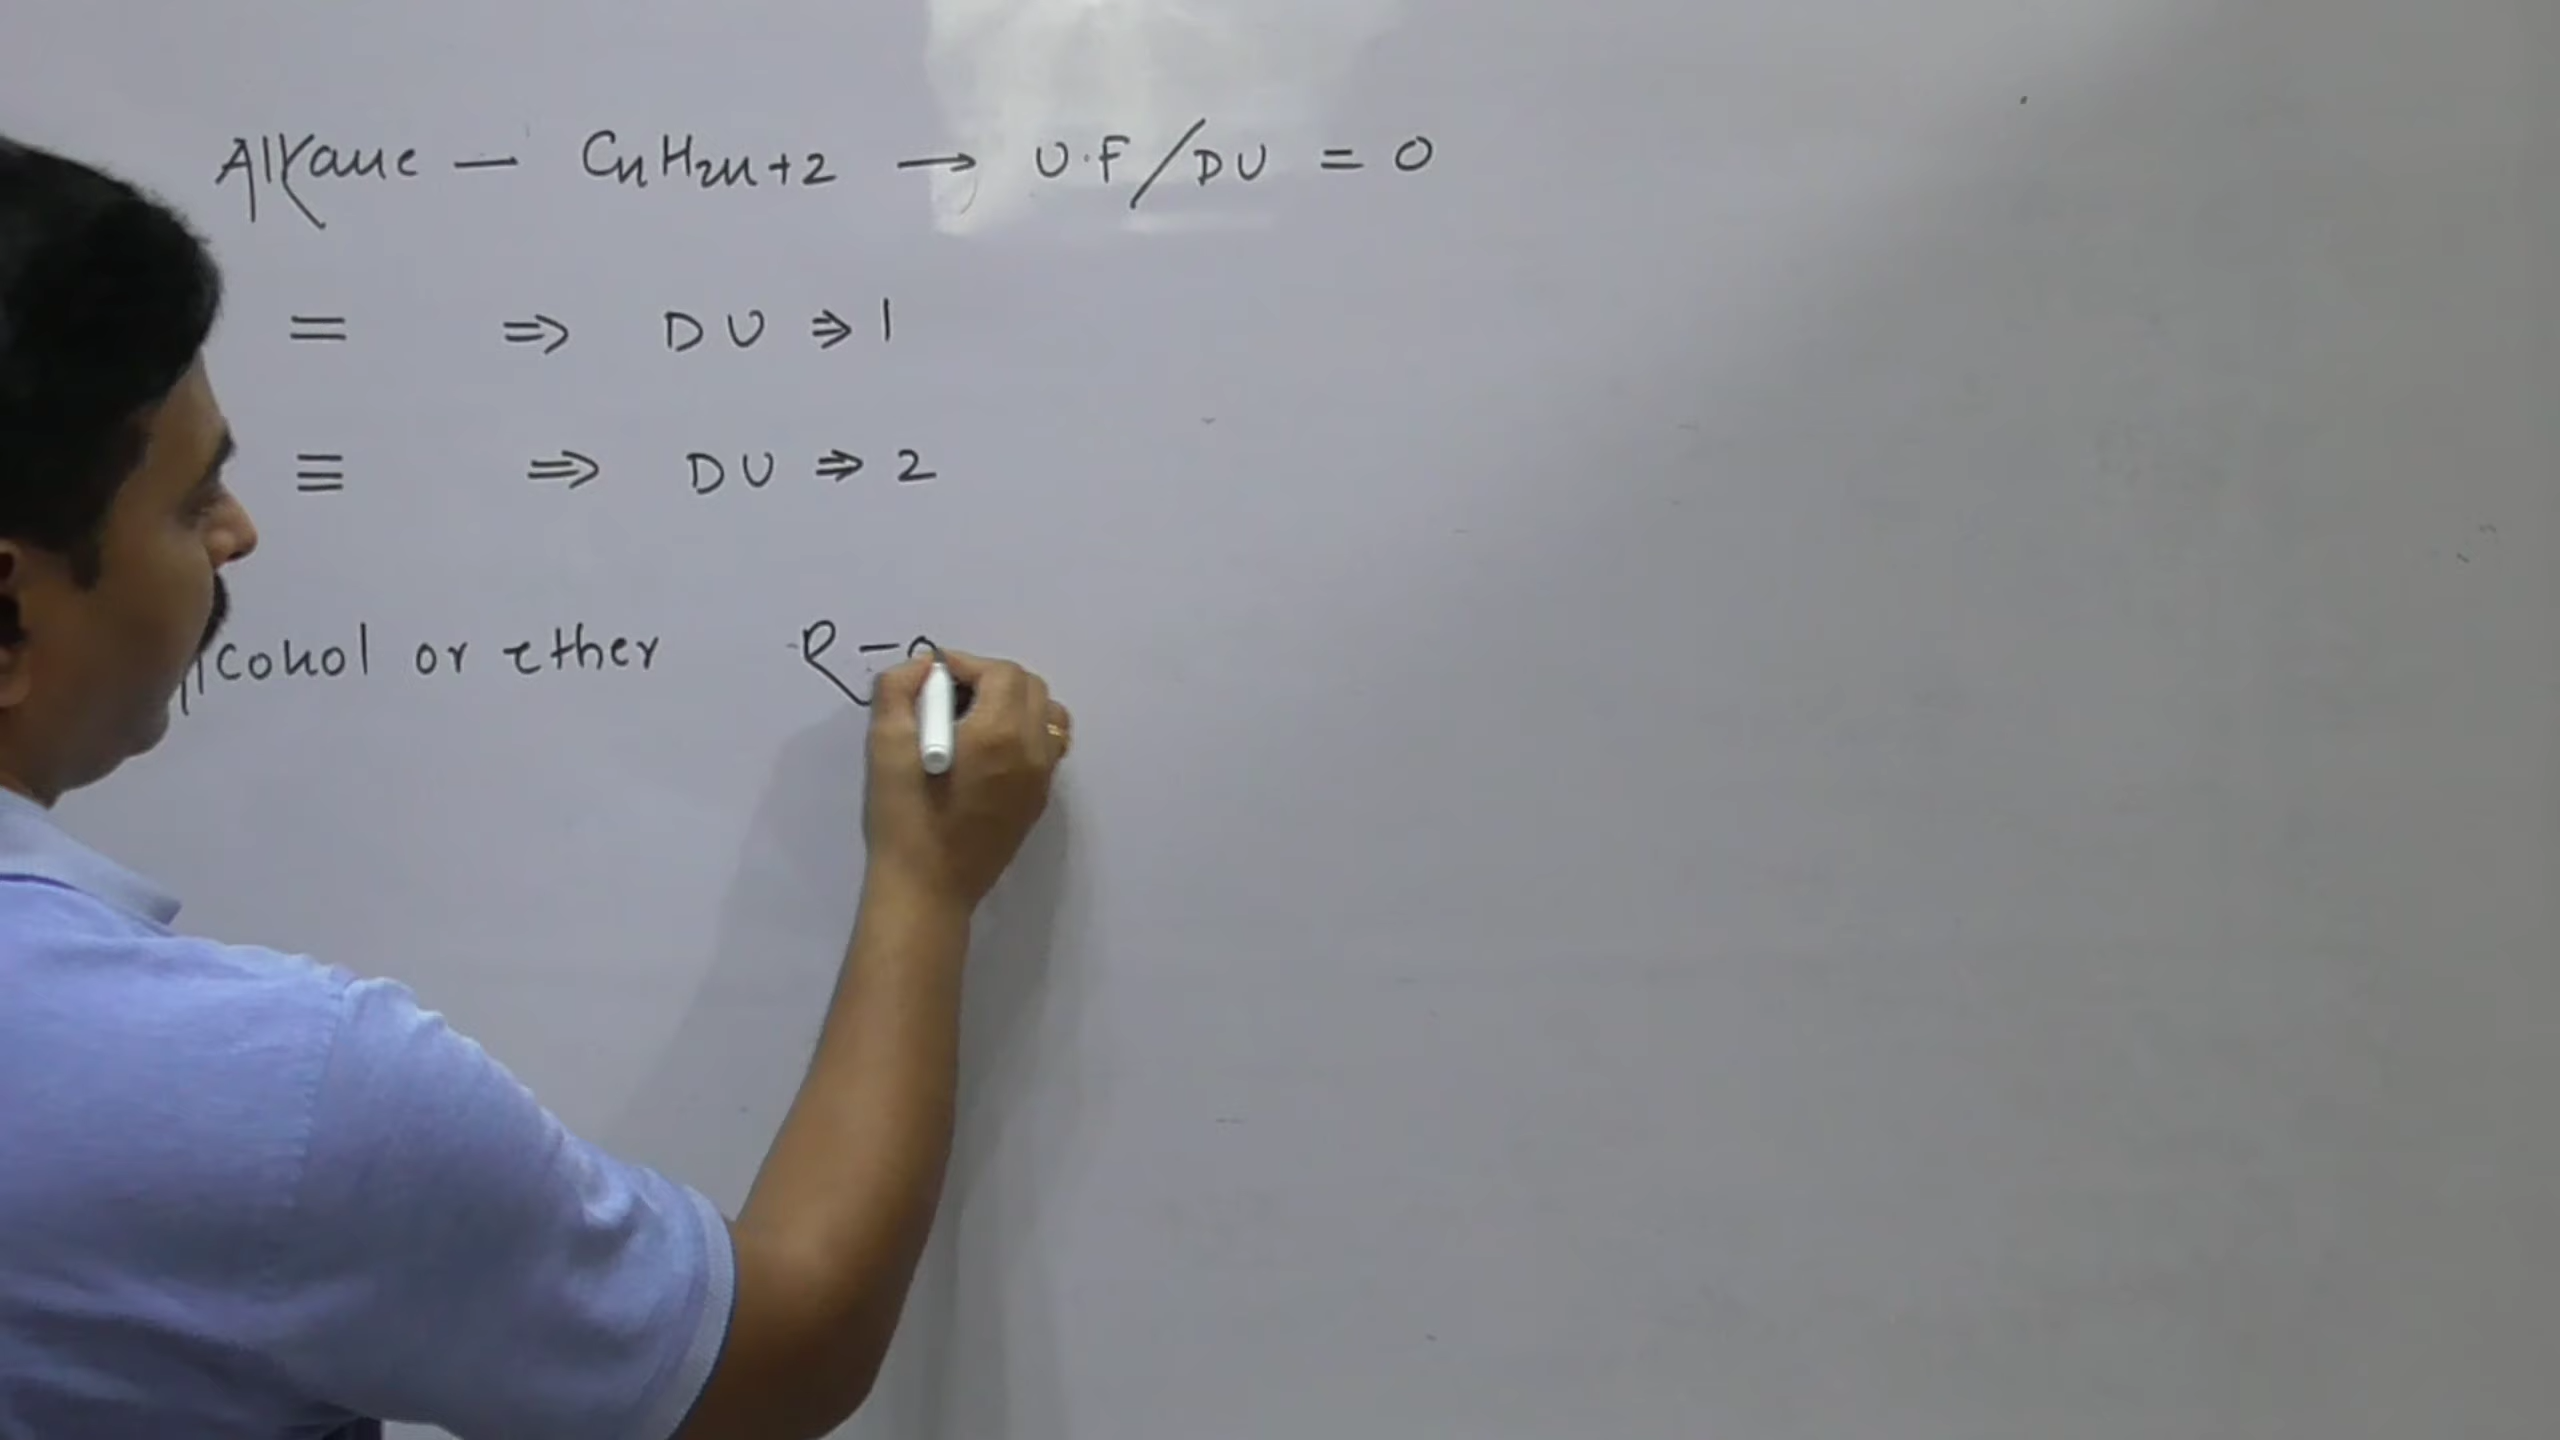 Alkane — CnH2n+2 → U.F/DU = 0
= ⇒ DU ⇒ 1
≡ ⇒ DU ⇒ 2
lcohol or ether R-o